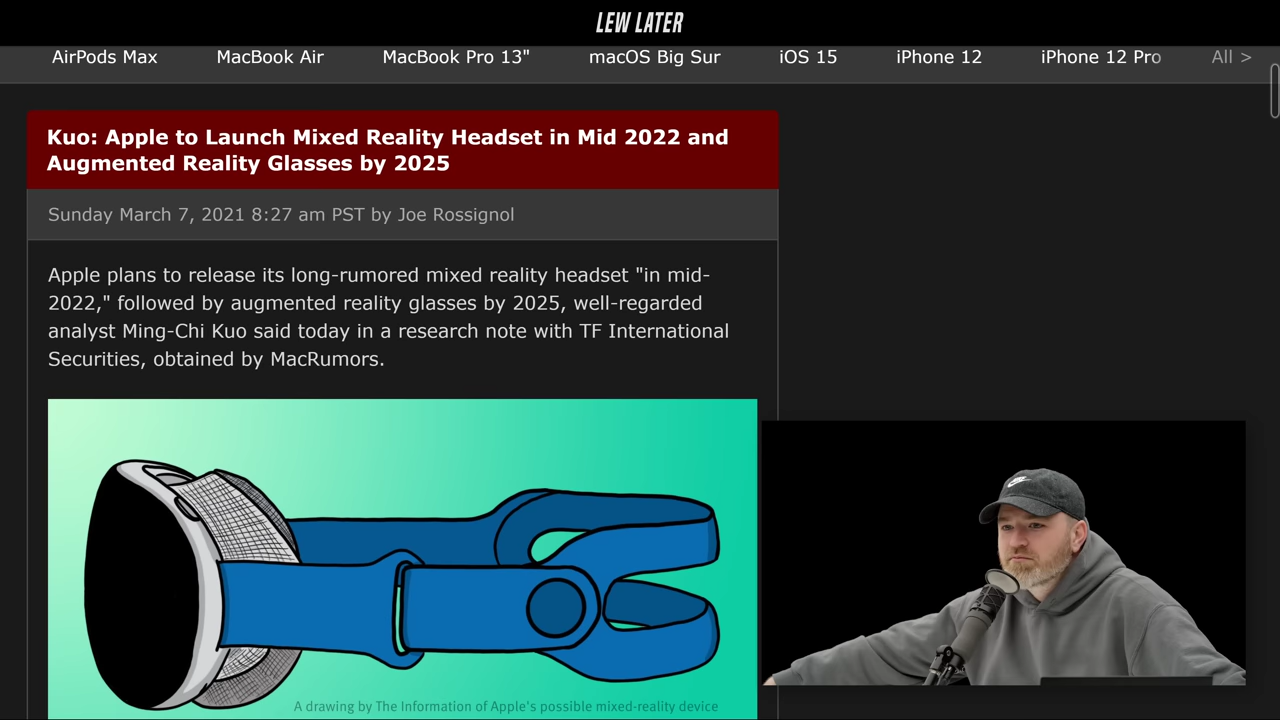 LEW LATER
AirPods Max MacBook Air MacBook Pro 13" macOS Big Sur iOS 15 iPhone 12 iPhone 12 Pro All >
Kuo: Apple to Launch Mixed Reality Headset in Mid 2022 and
Augmented Reality Glasses by 2025
Sunday March 7, 2021 8:27 am PST by Joe Rossignol
Apple plans to release its long-rumored mixed reality headset "in mid-
2022," followed by augmented reality glasses by 2025, well-regarded
analyst Ming-Chi Kuo said today in a research note with TF International
Securities, obtained by MacRumors.
A drawing by The Information of Apple's possible mixed-reality device